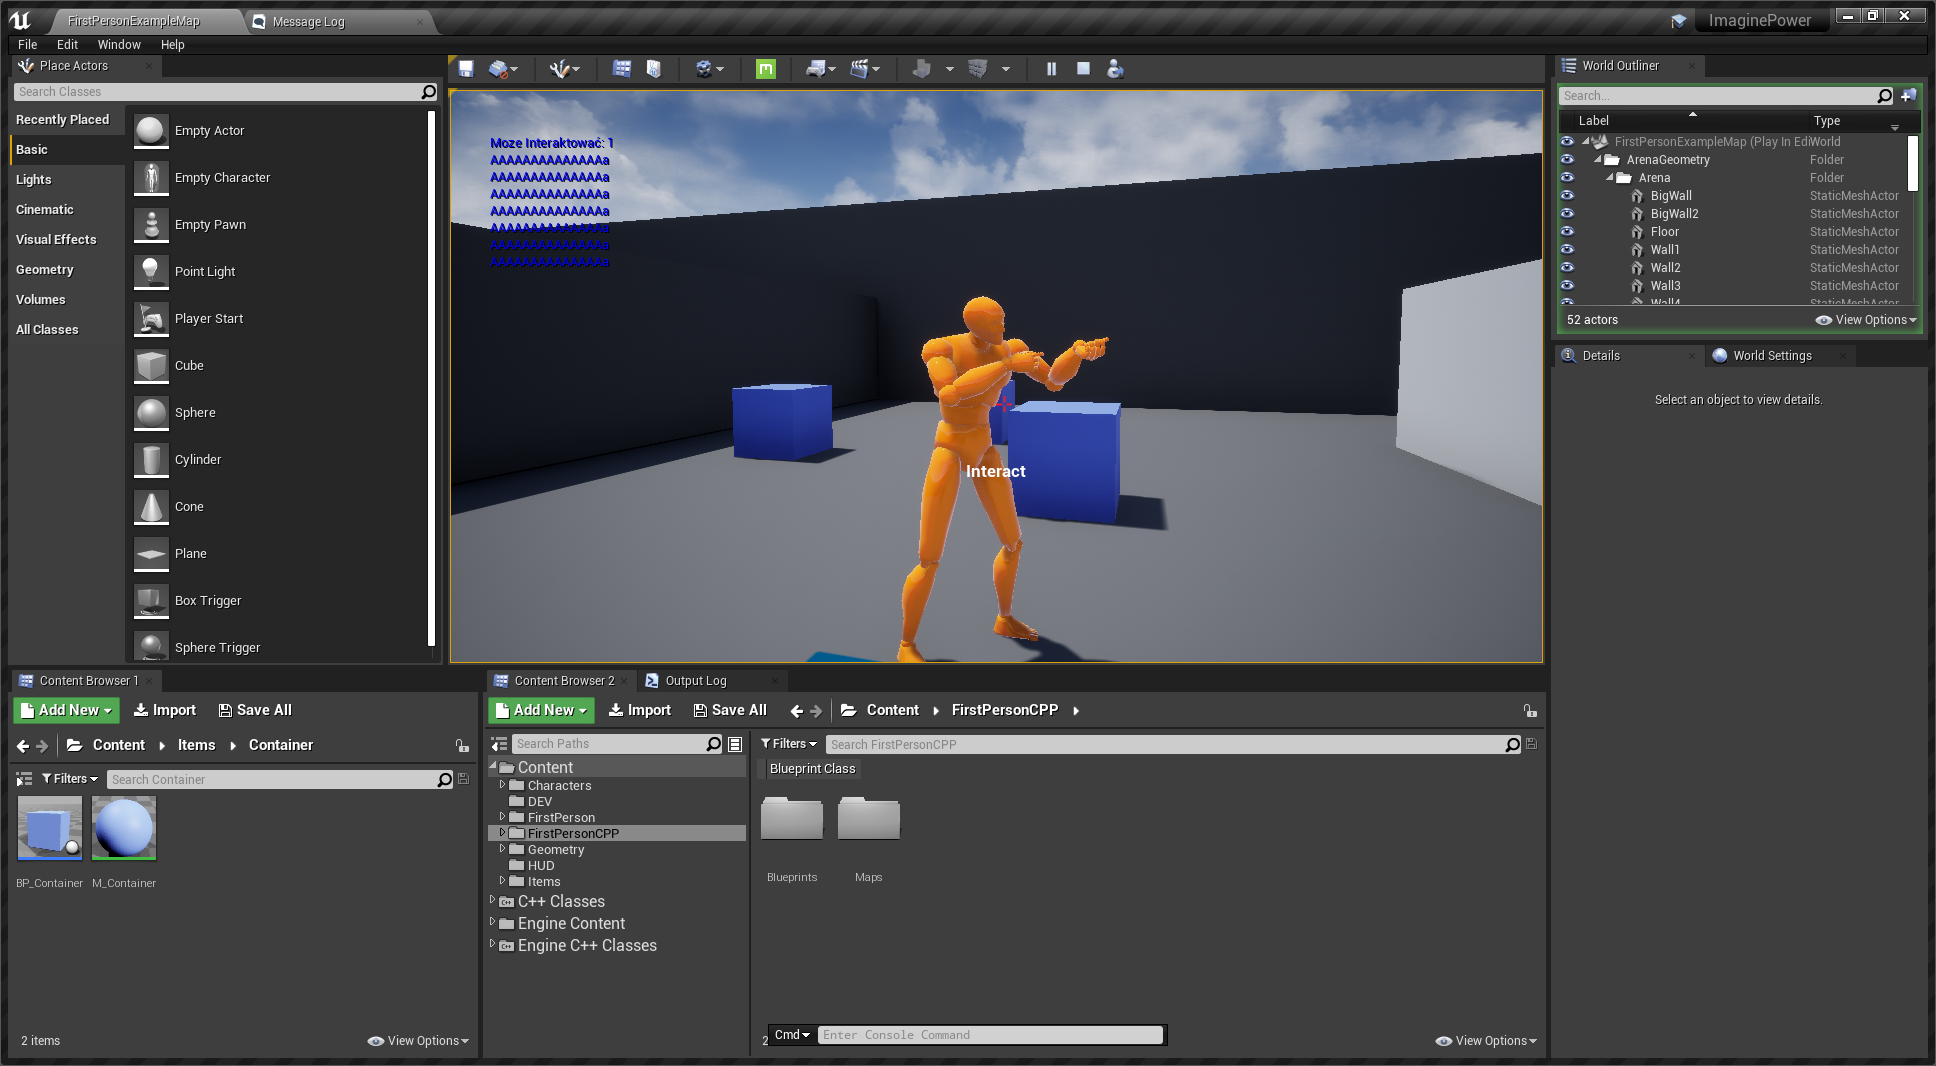 FirstPersonExampleMap
Message Log
ImaginePower
File Edit Window Help
Place Actors
Search Classes
Recently Placed
Basic
Lights
Cinematic
Visual Effects
Geometry
Volumes
All Classes
Empty Actor
Empty Character
Empty Pawn
Point Light
Player Start
Cube
Sphere
Cylinder
Cone
Plane
Box Trigger
Sphere Trigger
Moze Interaktować: 1
AAAAAAAAAAAAAAa
AAAAAAAAAAAAAAa
AAAAAAAAAAAAAAa
AAAAAAAAAAAAAAa
AAAAAAAAAAAAAAa
AAAAAAAAAAAAAAa
AAAAAAAAAAAAAAa
Interact
World Outliner
Search...
Label Type
FirstPersonExampleMap (Play In Edi World
ArenaGeometry Folder
Arena Folder
BigWall StaticMeshActor
BigWall2 StaticMeshActor
Floor StaticMeshActor
Wall1 StaticMeshActor
Wall2 StaticMeshActor
Wall3 StaticMeshActor
Wall4 StaticMeshActor
52 actors View Options
Details World Settings
Select an object to view details.
Content Browser 1
Add New Import Save All
Content Items Container
Filters Search Container
BP_Container M_Container
2 items View Options
Content Browser 2 Output Log
Add New Import Save All Content FirstPersonCPP
Search Paths
Content
Characters
DEV
FirstPerson
FirstPersonCPP
Geometry
HUD
Items
C++ Classes
Engine Content
Engine C++ Classes
Filters Search FirstPersonCPP
Blueprint Class
Blueprints Maps
2 Cmd Enter Console Command View Options